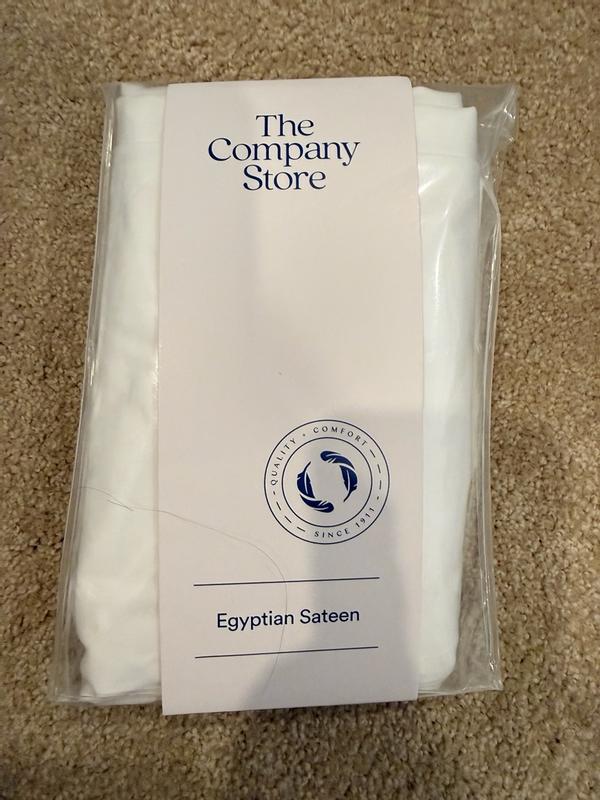 The
Company
Store
QUALITY + COMFORT
SINCE 1911
Egyptian Sateen